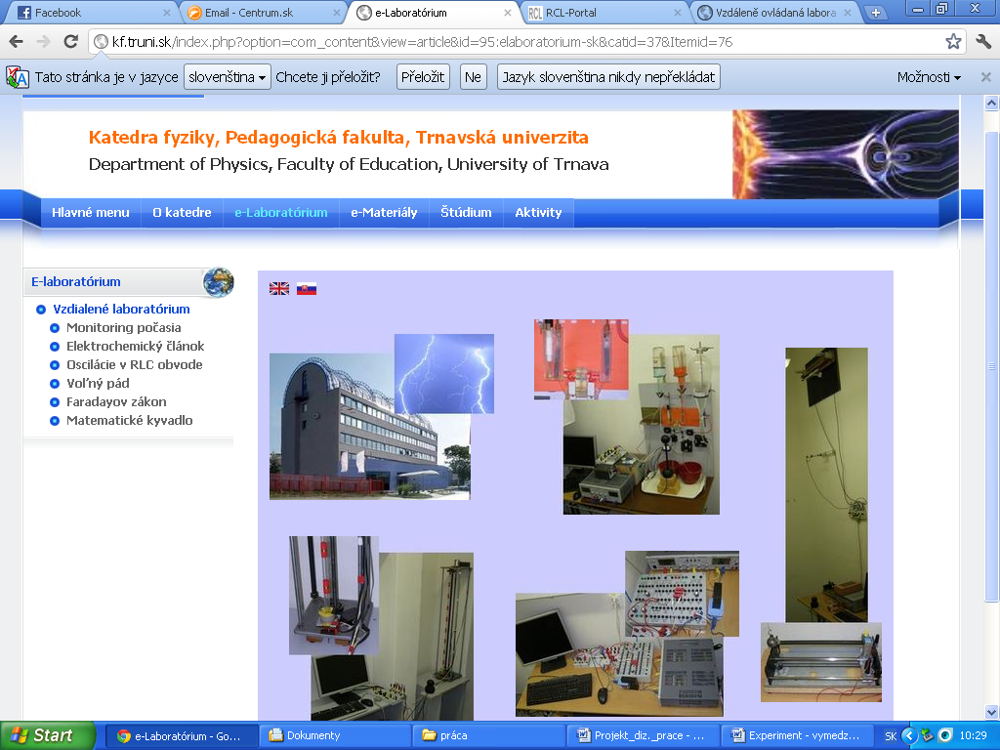 Facebook
Email - Centrum.sk
e-Laboratórium
RCL-Portal
Vzdáleně ovládaná labora
kf.truni.sk/index.php?option=com_content&view=article&id=95:elaboratorium-sk&catid=37&Itemid=76
Tato stránka je v jazyce slovenština Chcete ji přeložit? Přeložit Ne Jazyk slovenština nikdy nepřekládat Možnosti
Katedra fyziky, Pedagogická fakulta, Trnavská univerzita
Department of Physics, Faculty of Education, University of Trnava
Hlavné menu O katedre e-Laboratórium e-Materiály Štúdium Aktivity
E-laboratórium
Vzdialené laboratórium
Monitoring počasia
Elektrochemický článok
Oscilácie v RLC obvode
Voľný pád
Faradayov zákon
Matematické kyvadlo
Start
e-Laboratórium - Go...
Dokumenty
práca
Projekt_diz._prace - ...
Experiment - vymedz...
SK
10:29